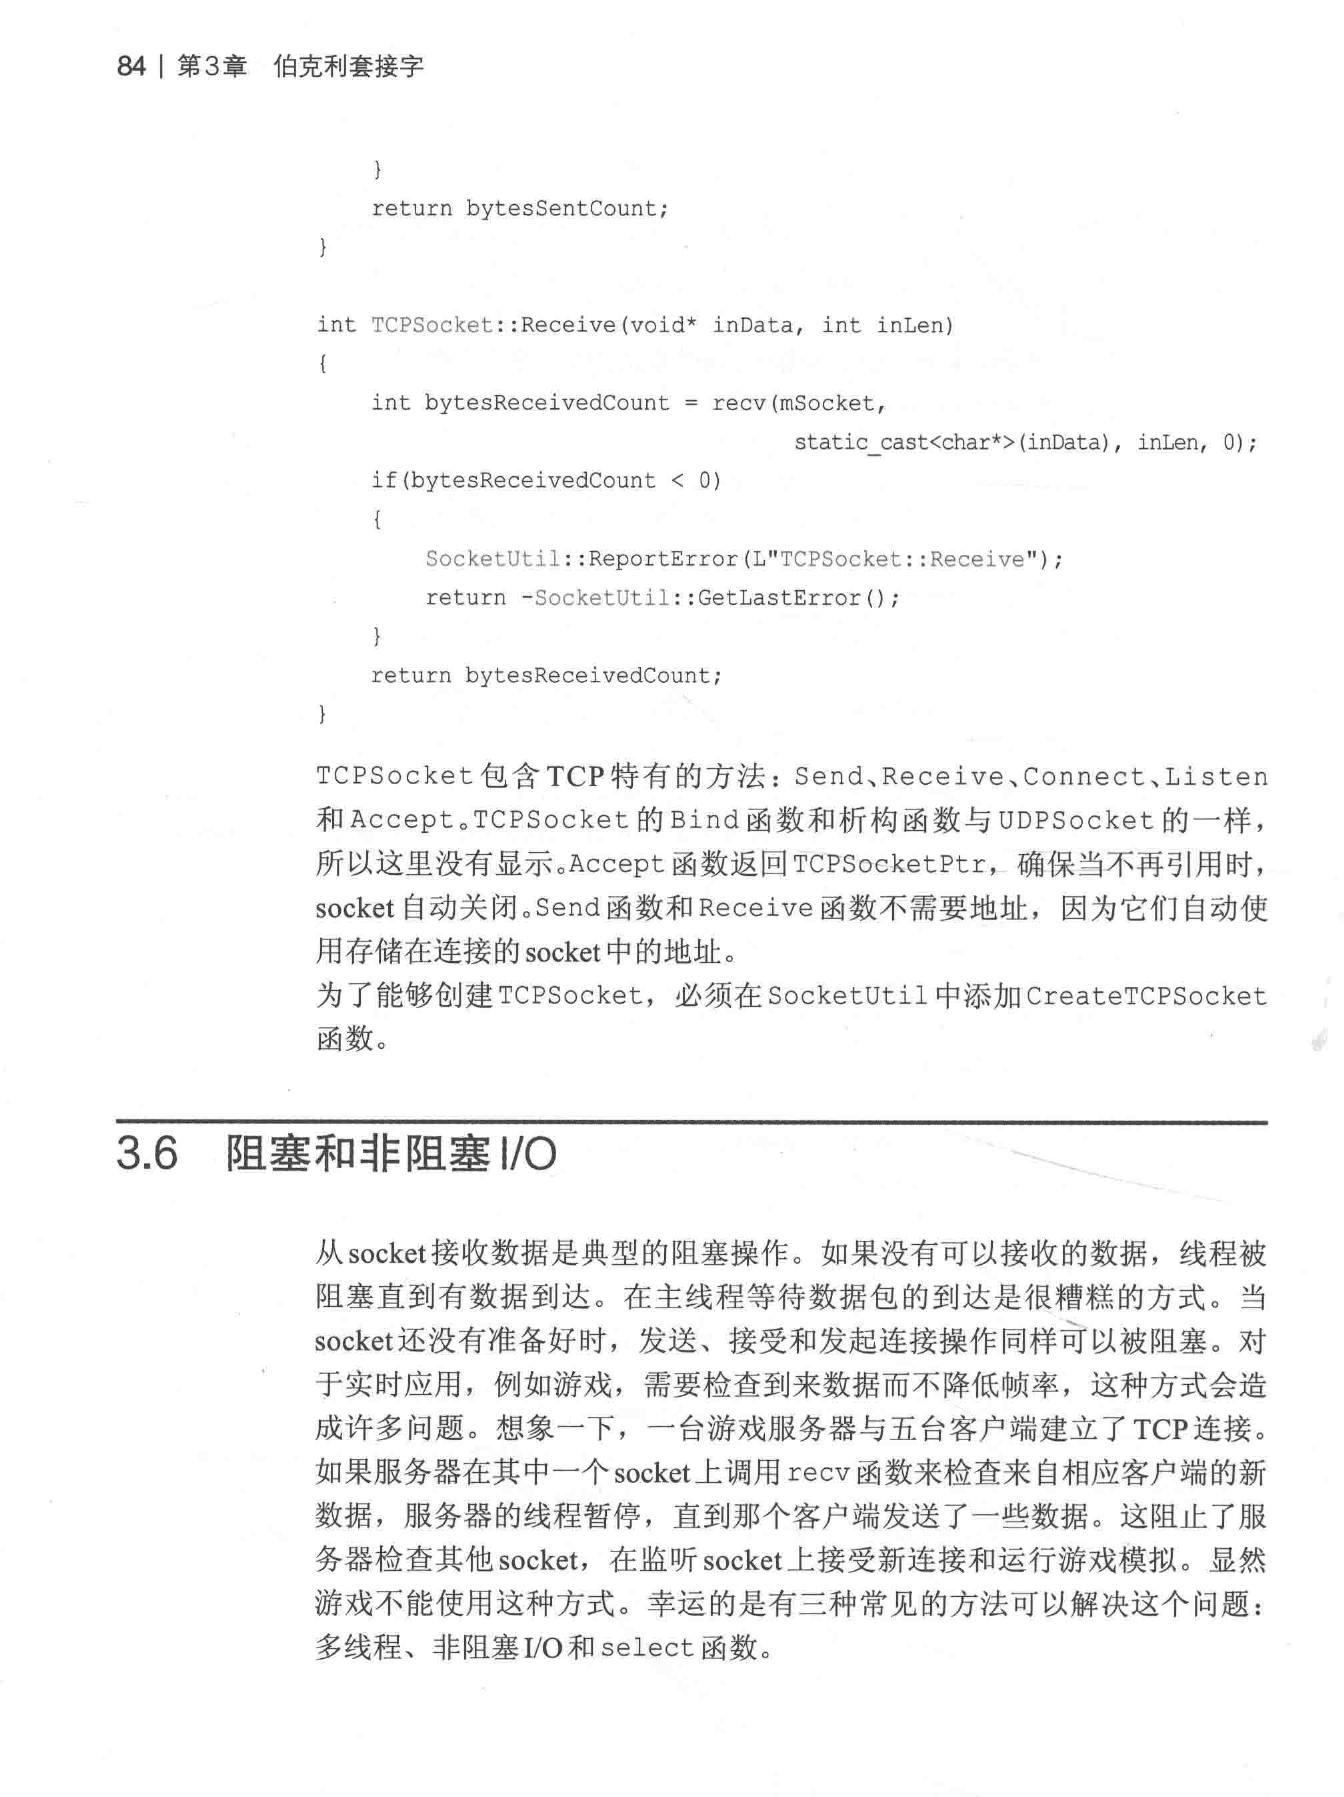 84 | 第3章 伯克利套接字
}
return bytesSentCount;
}
int TCPSocket::Receive(void* inData, int inLen)
{
int bytesReceivedCount = recv(mSocket,
static_cast<char*>(inData), inLen, 0);
if(bytesReceivedCount < 0)
{
SocketUtil::ReportError(L"TCPSocket::Receive");
return -SocketUtil::GetLastError();
}
return bytesReceivedCount;
}
TCPSocket包含TCP特有的方法：Send、Receive、Connect、Listen
和Accept。TCPSocket的Bind函数和析构函数与UDPSocket的一样，
所以这里没有显示。Accept函数返回TCPSocketPtr，确保当不再引用时，
socket自动关闭。Send函数和Receive函数不需要地址，因为它们自动使
用存储在连接的socket中的地址。
为了能够创建TCPSocket，必须在SocketUtil中添加CreateTCPSocket
函数。
3.6 阻塞和非阻塞I/O
从socket接收数据是典型的阻塞操作。如果没有可以接收的数据，线程被
阻塞直到有数据到达。在主线程等待数据包的到达是很糟糕的方式。当
socket还没有准备好时，发送、接受和发起连接操作同样可以被阻塞。对
于实时应用，例如游戏，需要检查到来数据而不降低帧率，这种方式会造
成许多问题。想象一下，一台游戏服务器与五台客户端建立了TCP连接。
如果服务器在其中一个socket上调用recv函数来检查来自相应客户端的新
数据，服务器的线程暂停，直到那个客户端发送了一些数据。这阻止了服
务器检查其他socket，在监听socket上接受新连接和运行游戏模拟。显然
游戏不能使用这种方式。幸运的是有三种常见的方法可以解决这个问题：
多线程、非阻塞I/O和select函数。